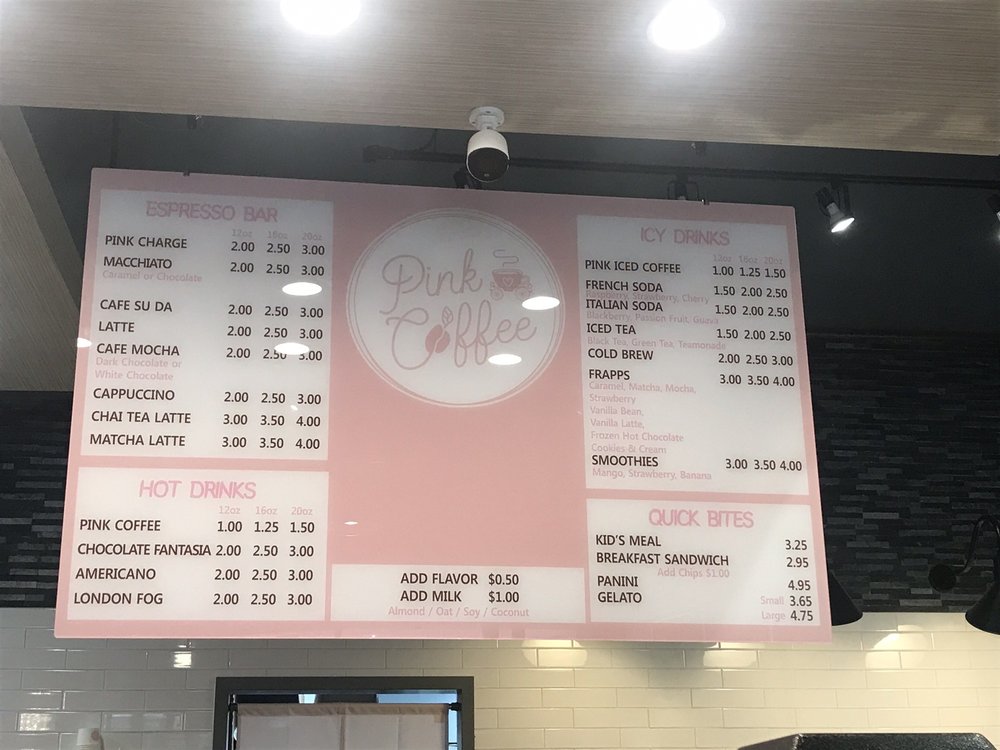 ESPRESSO BAR
12oz 16oz 20oz
PINK CHARGE 2.00 2.50 3.00
MACCHIATO 2.00 2.50 3.00
Caramel or Chocolate
CAFE SU DA 2.00 2.50 3.00
LATTE 2.00 2.50 3.00
CAFE MOCHA 2.00 2.50 3.00
Dark Chocolate or
White Chocolate
CAPPUCCINO 2.00 2.50 3.00
CHAI TEA LATTE 3.00 3.50 4.00
MATCHA LATTE 3.00 3.50 4.00
HOT DRINKS
12oz 16oz 20oz
PINK COFFEE 1.00 1.25 1.50
CHOCOLATE FANTASIA 2.00 2.50 3.00
AMERICANO 2.00 2.50 3.00
LONDON FOG 2.00 2.50 3.00
Pink
Coffee
ADD FLAVOR $0.50
ADD MILK $1.00
Almond / Oat / Soy / Coconut
ICY DRINKS
12oz 16oz 20oz
PINK ICED COFFEE 1.00 1.25 1.50
FRENCH SODA 1.50 2.00 2.50
Raspberry, Strawberry, Cherry
ITALIAN SODA 1.50 2.00 2.50
Blackberry, Passion Fruit, Guava
ICED TEA 1.50 2.00 2.50
Black Tea, Green Tea, Teamonade
COLD BREW 2.00 2.50 3.00
FRAPPS 3.00 3.50 4.00
Caramel, Matcha, Mocha,
Strawberry
Vanilla Bean,
Vanilla Latte,
Frozen Hot Chocolate
Cookies & Cream
SMOOTHIES 3.00 3.50 4.00
Mango, Strawberry, Banana
QUICK BITES
KID'S MEAL 3.25
BREAKFAST SANDWICH 2.95
Add Chips $1.00
PANINI 4.95
GELATO Small 3.65
Large 4.75